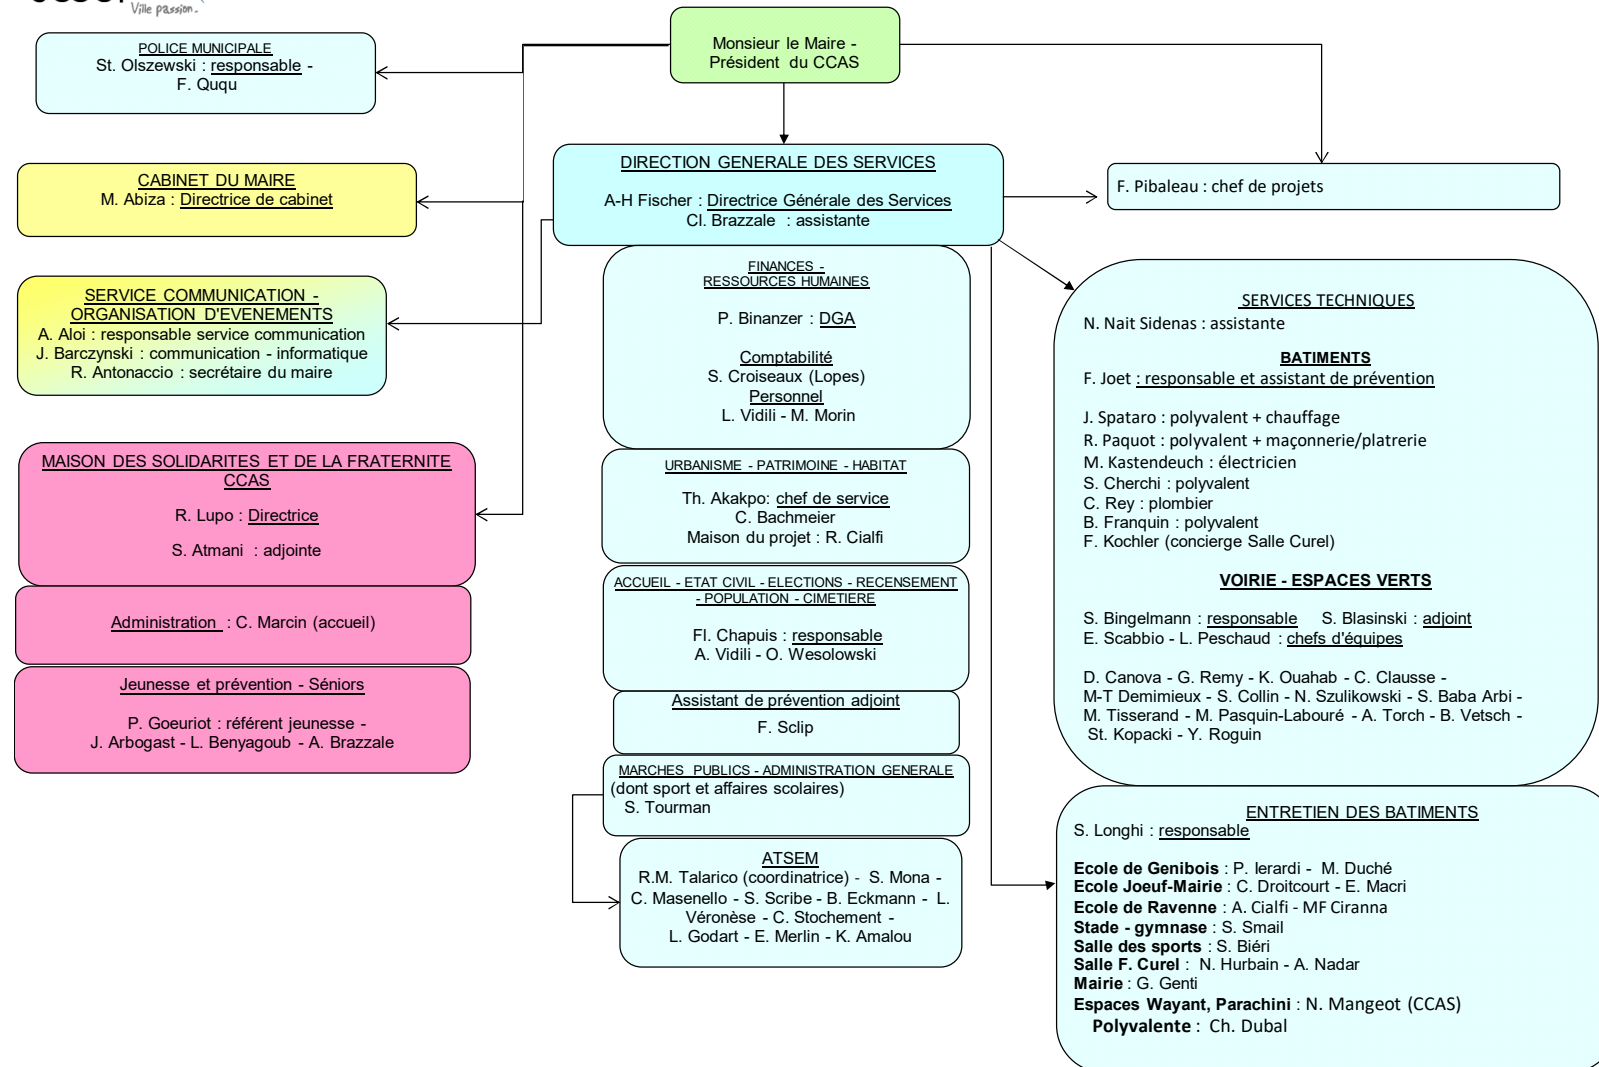 Ville passion.
Monsieur le Maire -
Président du CCAS
POLICE MUNICIPALE
St. Olszewski : responsable -
F. Ququ
CABINET DU MAIRE
M. Abiza : Directrice de cabinet
DIRECTION GENERALE DES SERVICES
A-H Fischer : Directrice Générale des Services
Cl. Brazzale : assistante
F. Pibaleau : chef de projets
SERVICE COMMUNICATION -
ORGANISATION D'EVENEMENTS
A. Aloi : responsable service communication
J. Barczynski : communication - informatique
R. Antonaccio : secrétaire du maire
MAISON DES SOLIDARITES ET DE LA FRATERNITE
CCAS
R. Lupo : Directrice
S. Atmani : adjointe
Administration : C. Marcin (accueil)
Jeunesse et prévention - Séniors
P. Goeuriot : référent jeunesse -
J. Arbogast - L. Benyagoub - A. Brazzale
FINANCES -
RESSOURCES HUMAINES
P. Binanzer : DGA
Comptabilité
S. Croiseaux (Lopes)
Personnel
L. Vidili - M. Morin
URBANISME - PATRIMOINE - HABITAT
Th. Akakpo: chef de service
C. Bachmeier
Maison du projet : R. Cialfi
ACCUEIL - ETAT CIVIL - ELECTIONS - RECENSEMENT
- POPULATION - CIMETIERE
Fl. Chapuis : responsable
A. Vidili - O. Wesolowski
Assistant de prévention adjoint
F. Sclip
MARCHES PUBLICS - ADMINISTRATION GENERALE
(dont sport et affaires scolaires)
S. Tourman
ATSEM
R.M. Talarico (coordinatrice) - S. Mona -
C. Masenello - S. Scribe - B. Eckmann - L.
Véronèse - C. Stochement -
L. Godart - E. Merlin - K. Amalou
SERVICES TECHNIQUES
N. Nait Sidenas : assistante
BATIMENTS
F. Joet : responsable et assistant de prévention
J. Spataro : polyvalent + chauffage
R. Paquot : polyvalent + maçonnerie/platrerie
M. Kastendeuch : électricien
S. Cherchi : polyvalent
C. Rey : plombier
B. Franquin : polyvalent
F. Kochler (concierge Salle Curel)
VOIRIE - ESPACES VERTS
S. Bingelmann : responsable S. Blasinski : adjoint
E. Scabbio - L. Peschaud : chefs d'équipes
D. Canova - G. Remy - K. Ouahab - C. Clausse -
M-T Demimieux - S. Collin - N. Szulikowski - S. Baba Arbi -
M. Tisserand - M. Pasquin-Labouré - A. Torch - B. Vetsch -
St. Kopacki - Y. Roguin
ENTRETIEN DES BATIMENTS
S. Longhi : responsable
Ecole de Genibois : P. Ierardi - M. Duché
Ecole Joeuf-Mairie : C. Droitcourt - E. Macri
Ecole de Ravenne : A. Cialfi - MF Ciranna
Stade - gymnase : S. Smail
Salle des sports : S. Biéri
Salle F. Curel : N. Hurbain - A. Nadar
Mairie : G. Genti
Espaces Wayant, Parachini : N. Mangeot (CCAS)
Polyvalente : Ch. Dubal